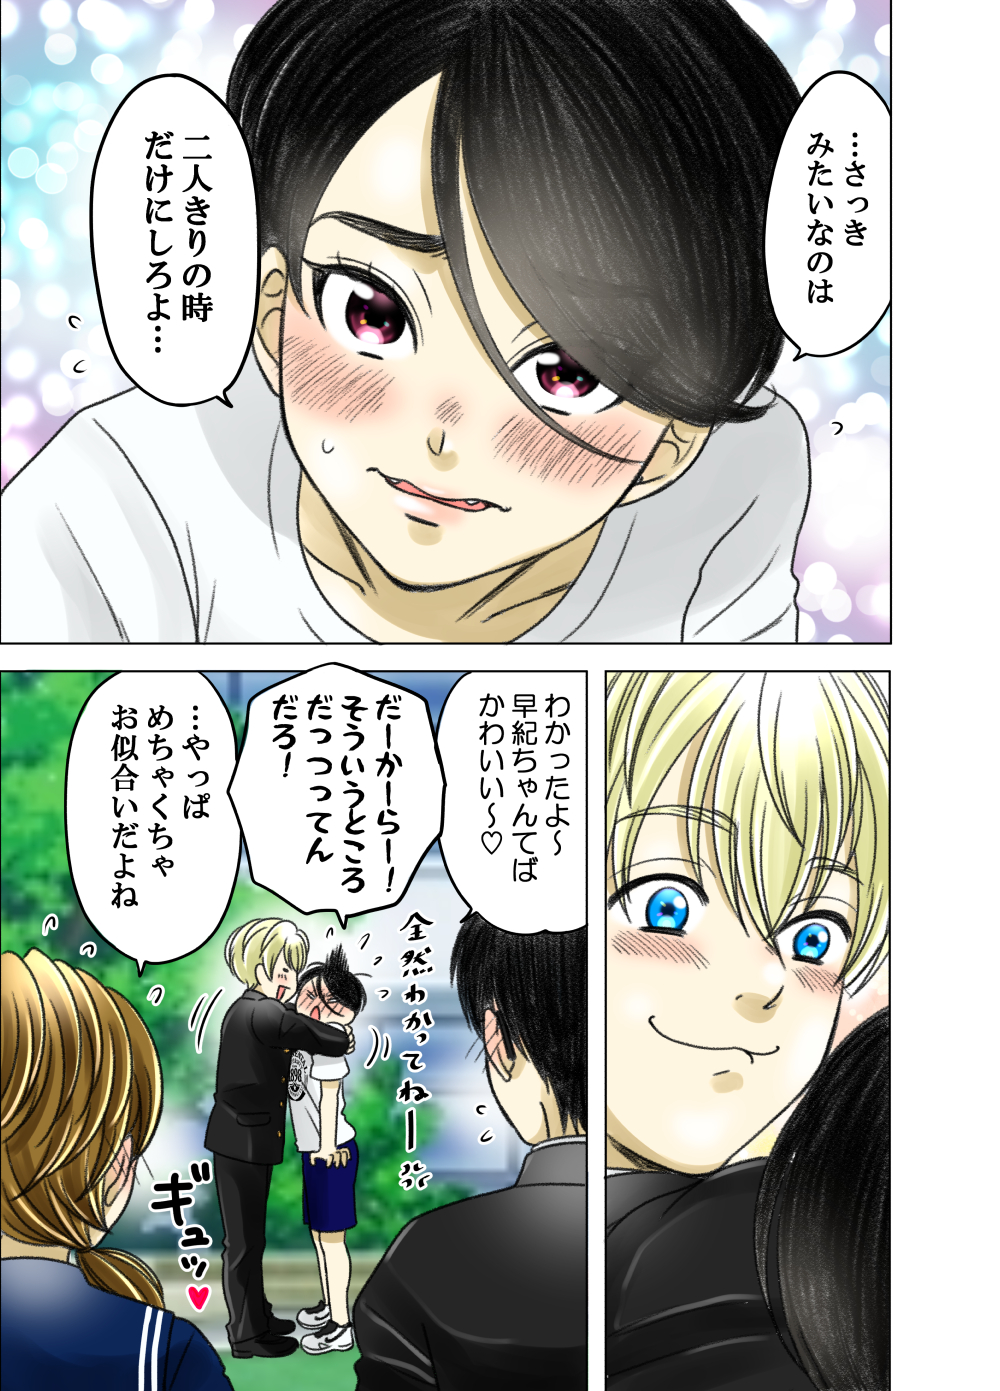 …さっき
みたいなのは
二人きりの時
だけにしろよ…
わかったよ～
早紀ちゃんてば
かわいい～♡
だーかーらー！
そういうところ
だっつってん
だろ！
全然わかってねー
…やっぱ
めちゃくちゃ
お似合いだよね
ギュッ♥